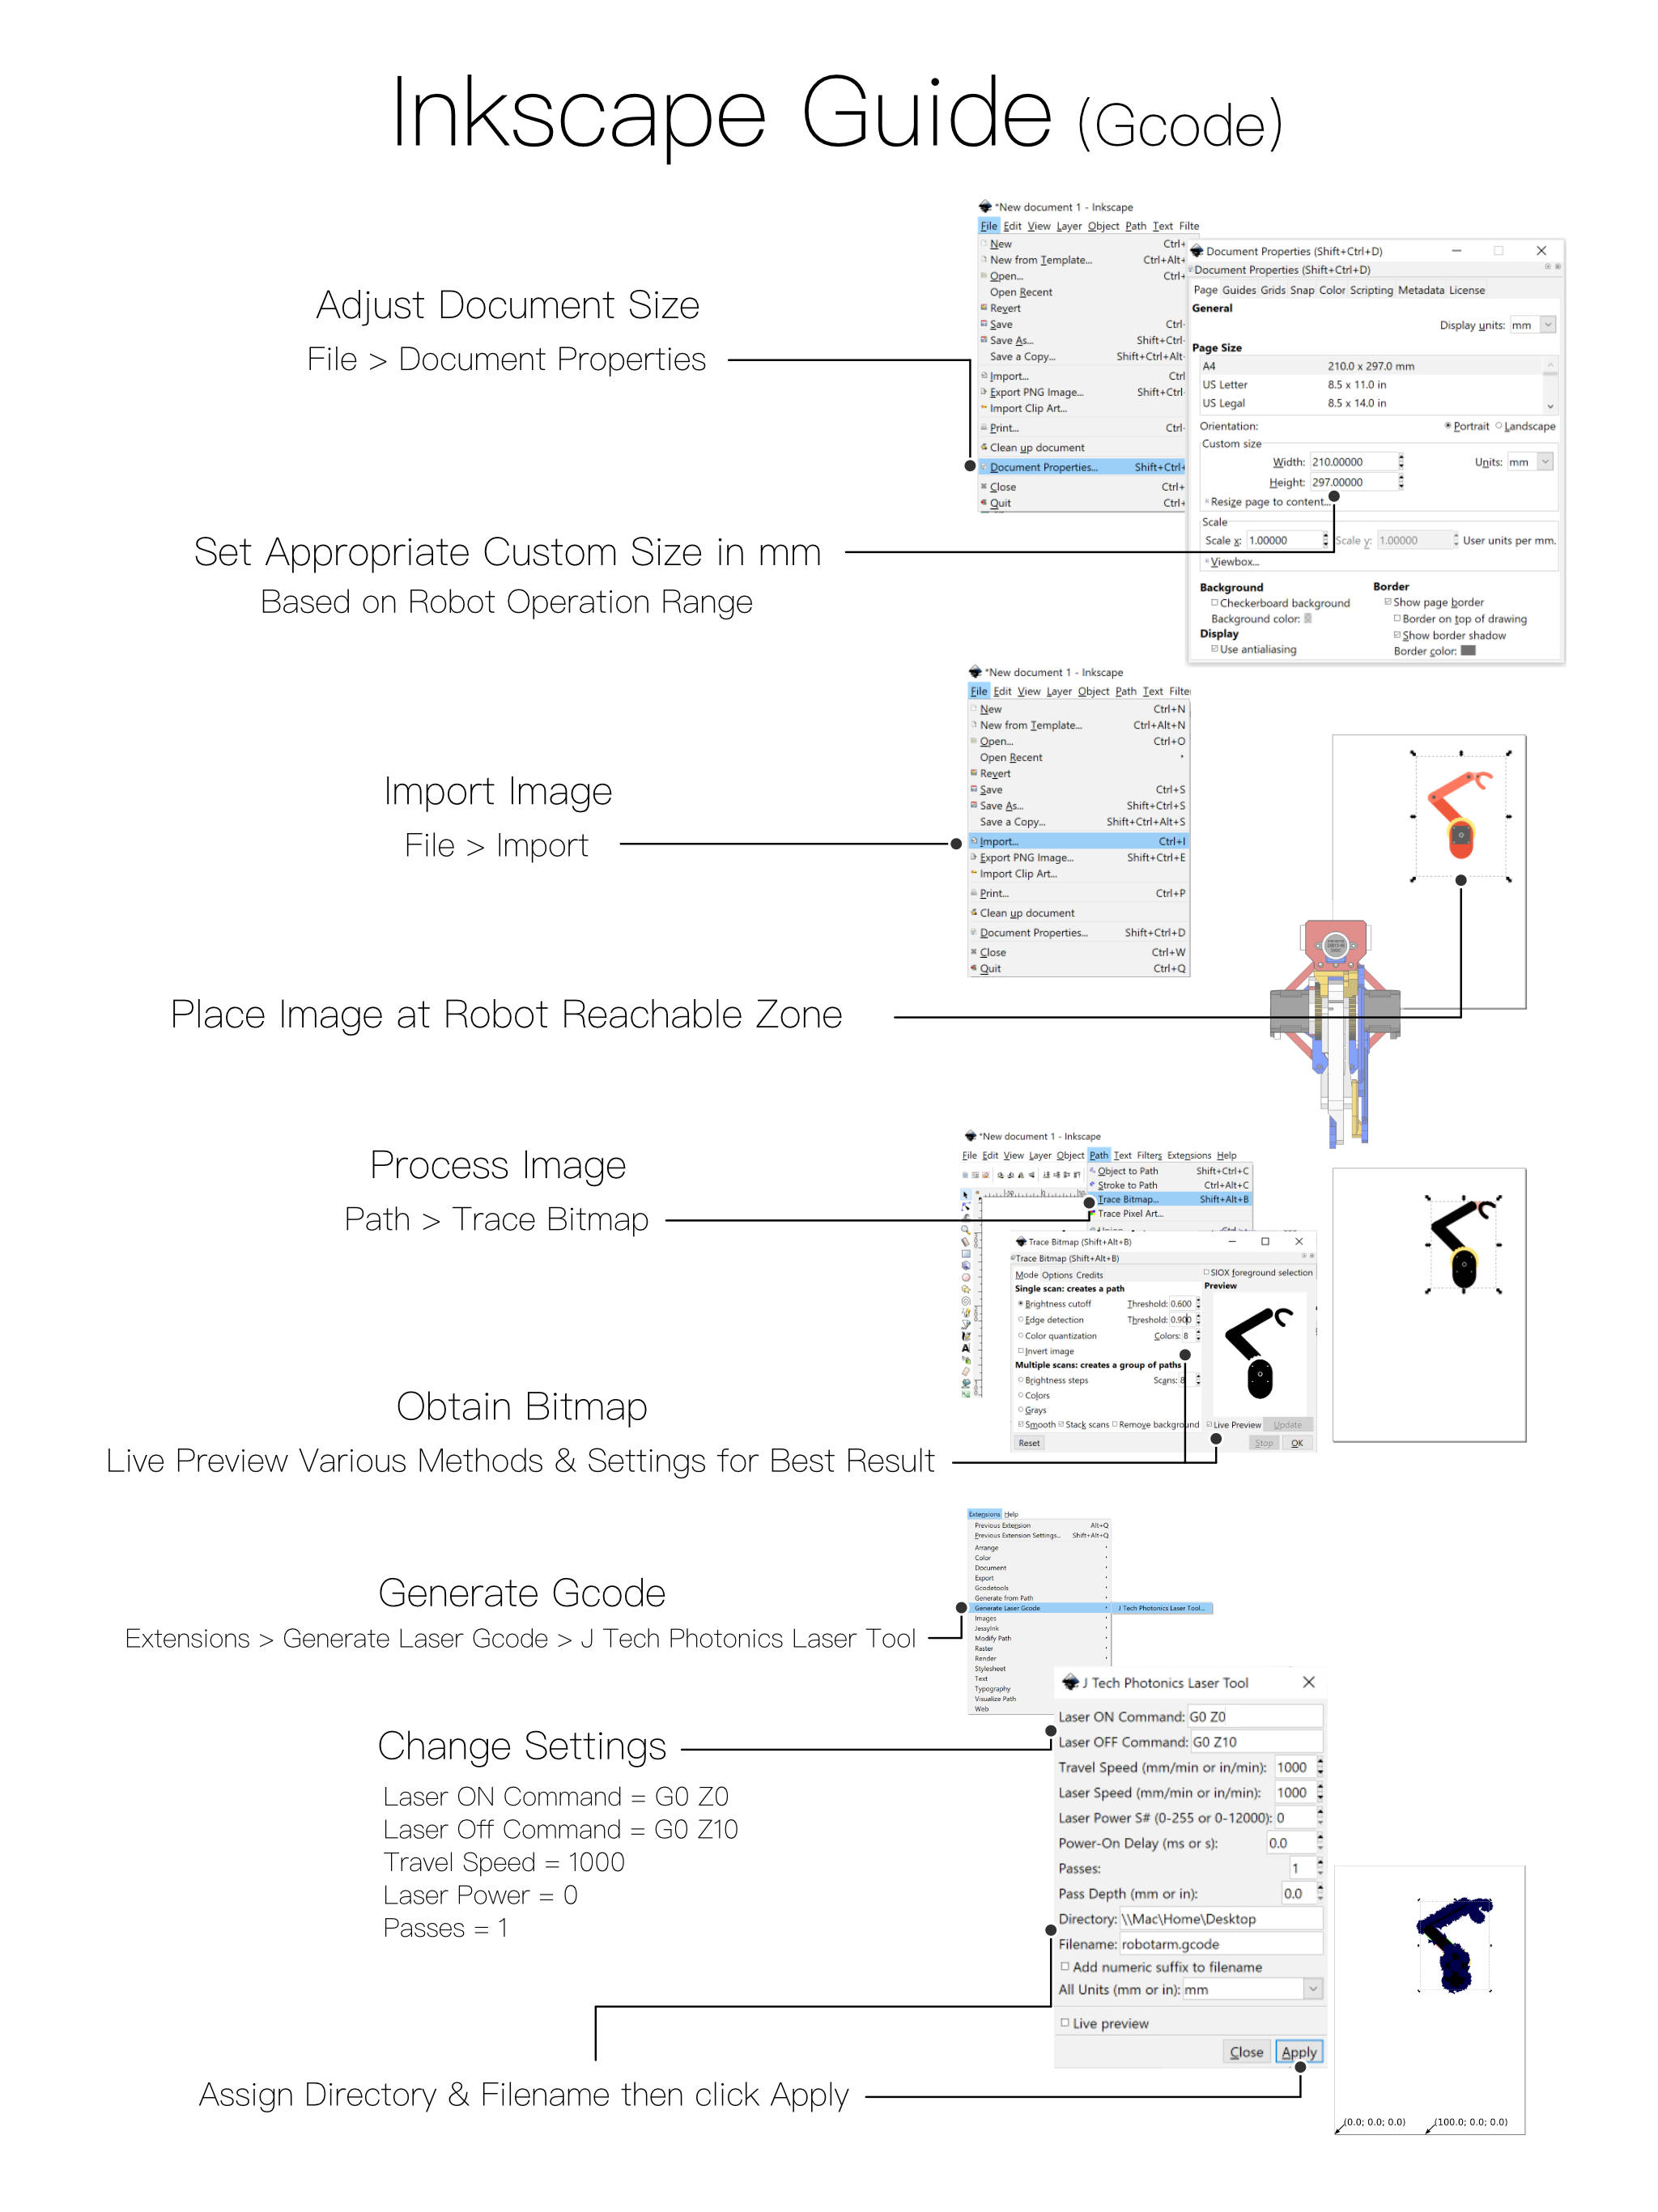 Inkscape Guide (Gcode)
Adjust Document Size
File > Document Properties
*New document 1 - Inkscape
File Edit View Layer Object Path Text Filte
New Ctrl+
New from Template... Ctrl+Alt+
Open... Ctrl+
Open Recent
Revert
Save Ctrl-
Save As... Shift+Ctrl-
Save a Copy... Shift+Ctrl+Alt-
Import... Ctrl
Export PNG Image... Shift+Ctrl-
Import Clip Art...
Print... Ctrl-
Clean up document
Document Properties... Shift+Ctrl+
Close Ctrl+
Quit Ctrl+
Document Properties (Shift+Ctrl+D)
Document Properties (Shift+Ctrl+D)
Page Guides Grids Snap Color Scripting Metadata License
General
Display units: mm
Page Size
A4 210.0 x 297.0 mm
US Letter 8.5 x 11.0 in
US Legal 8.5 x 14.0 in
Orientation: Portrait Landscape
Custom size
Width: 210.00000 Units: mm
Height: 297.00000
Resize page to content...
Scale
Scale x: 1.00000 Scale y: 1.00000 User units per mm.
Viewbox...
Background Border
Checkerboard background Show page border
Background color: Border on top of drawing
Display Show border shadow
Use antialiasing Border color:
Set Appropriate Custom Size in mm
Based on Robot Operation Range
Import Image
File > Import
*New document 1 - Inkscape
File Edit View Layer Object Path Text Filte
New Ctrl+N
New from Template... Ctrl+Alt+N
Open... Ctrl+O
Open Recent
Revert
Save Ctrl+S
Save As... Shift+Ctrl+S
Save a Copy... Shift+Ctrl+Alt+S
Import... Ctrl+I
Export PNG Image... Shift+Ctrl+E
Import Clip Art...
Print... Ctrl+P
Clean up document
Document Properties... Shift+Ctrl+D
Close Ctrl+W
Quit Ctrl+Q
Place Image at Robot Reachable Zone
Process Image
Path > Trace Bitmap
*New document 1 - Inkscape
File Edit View Layer Object Path Text Filters Extensions Help
Object to Path Shift+Ctrl+C
Stroke to Path Ctrl+Alt+C
Trace Bitmap... Shift+Alt+B
Trace Pixel Art...
Trace Bitmap (Shift+Alt+B)
Trace Bitmap (Shift+Alt+B)
Mode Options Credits SIOX foreground selection
Single scan: creates a path Preview
Brightness cutoff Threshold: 0.600
Edge detection Threshold: 0.900
Color quantization Colors: 8
Invert image
Multiple scans: creates a group of paths
Brightness steps Scans: 8
Colors
Grays
Smooth Stack scans Remove background Live Preview Update
Reset Stop OK
Obtain Bitmap
Live Preview Various Methods & Settings for Best Result
Generate Gcode
Extensions > Generate Laser Gcode > J Tech Photonics Laser Tool
Extensions Help
Previous Extension Alt+Q
Previous Extension Settings... Shift+Alt+Q
Arrange
Color
Document
Export
Gcodetools
Generate from Path
Generate Laser Gcode J Tech Photonics Laser Tool...
Images
JessyInk
Modify Path
Raster
Render
Stylesheet
Text
Typography
Visualize Path
Web
Change Settings
Laser ON Command = G0 Z0
Laser Off Command = G0 Z10
Travel Speed = 1000
Laser Power = 0
Passes = 1
J Tech Photonics Laser Tool
Laser ON Command: G0 Z0
Laser OFF Command: G0 Z10
Travel Speed (mm/min or in/min): 1000
Laser Speed (mm/min or in/min): 1000
Laser Power S# (0-255 or 0-12000): 0
Power-On Delay (ms or s): 0.0
Passes: 1
Pass Depth (mm or in): 0.0
Directory: \\Mac\Home\Desktop
Filename: robotarm.gcode
Add numeric suffix to filename
All Units (mm or in): mm
Live preview
Close Apply
Assign Directory & Filename then click Apply
(0.0; 0.0; 0.0) (100.0; 0.0; 0.0)